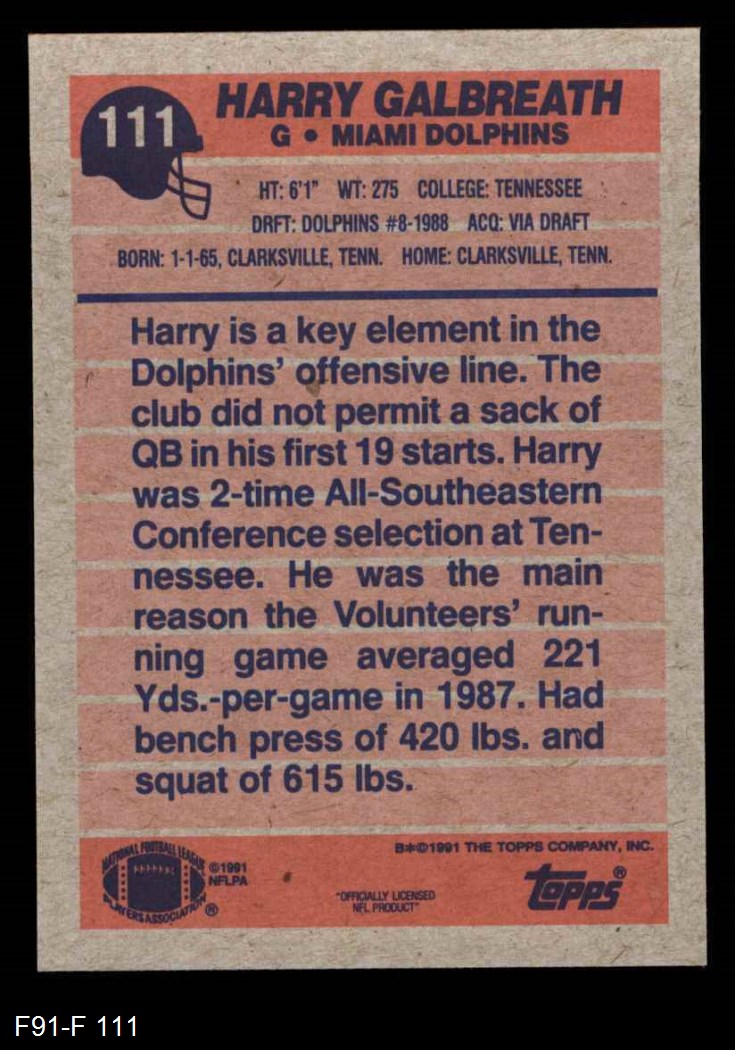 111
HARRY GALBREATH
G • MIAMI DOLPHINS
HT: 6'1" WT: 275 COLLEGE: TENNESSEE
DRFT: DOLPHINS #8-1988 ACQ: VIA DRAFT
BORN: 1-1-65, CLARKSVILLE, TENN. HOME: CLARKSVILLE, TENN.
Harry is a key element in the
Dolphins' offensive line. The
club did not permit a sack of
QB in his first 19 starts. Harry
was 2-time All-Southeastern
Conference selection at Ten-
nessee. He was the main
reason the Volunteers' run-
ning game averaged 221
Yds.-per-game in 1987. Had
bench press of 420 lbs. and
squat of 615 lbs.
B*©1991 THE TOPPS COMPANY, INC.
NATIONAL FOOTBALL LEAGUE
PLAYERS ASSOCIATION ®
©1991
NFLPA
"OFFICIALLY LICENSED
NFL PRODUCT"
topps®
F91-F 111